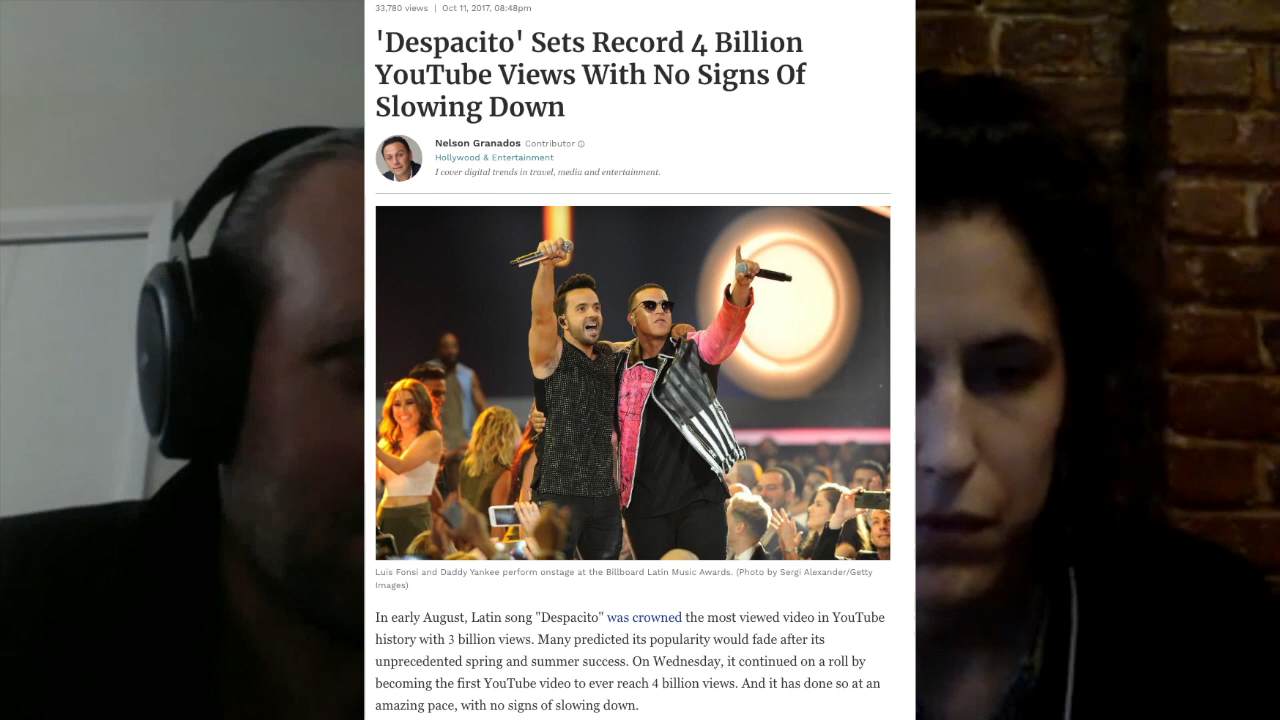 33,780 views | Oct 11, 2017, 08:48pm
'Despacito' Sets Record 4 Billion
YouTube Views With No Signs Of
Slowing Down
Nelson Granados Contributor
Hollywood & Entertainment
I cover digital trends in travel, media and entertainment.
Luis Fonsi and Daddy Yankee perform onstage at the Billboard Latin Music Awards. (Photo by Sergi Alexander/Getty
Images)
In early August, Latin song "Despacito" was crowned the most viewed video in YouTube
history with 3 billion views. Many predicted its popularity would fade after its
unprecedented spring and summer success. On Wednesday, it continued on a roll by
becoming the first YouTube video to ever reach 4 billion views. And it has done so at an
amazing pace, with no signs of slowing down.